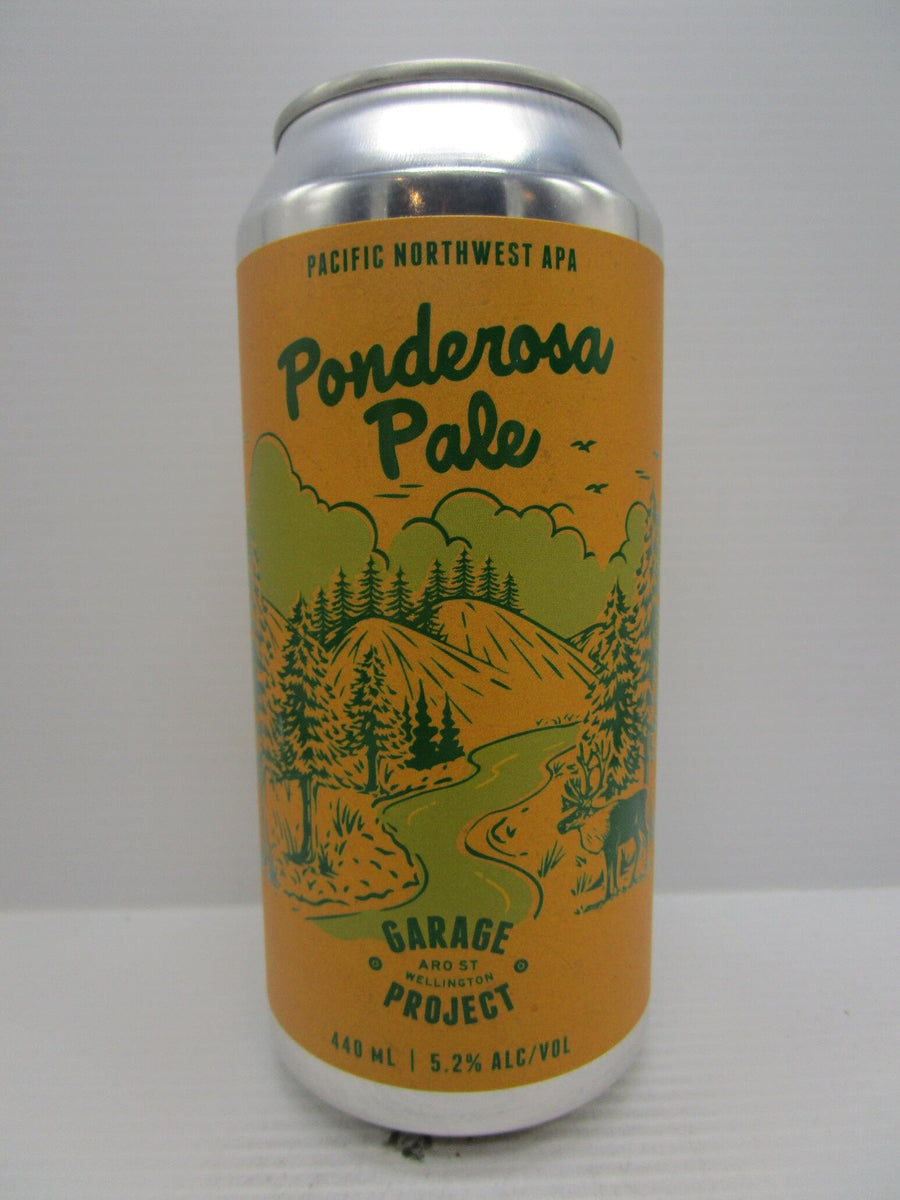 PACIFIC NORTHWEST APA
Ponderosa
Pale
GARAGE
ARO ST
WELLINGTON
PROJECT
440 ML | 5.2% ALC/VOL